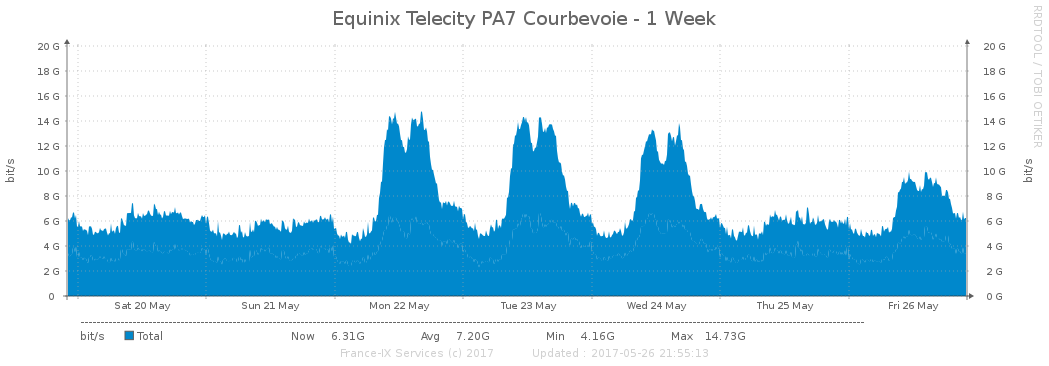 Equinix Telecity PA7 Courbevoie - 1 Week
RRDTOOL / TOBI OETIKER
bit/s
20 G
18 G
16 G
14 G
12 G
10 G
8 G
6 G
4 G
2 G
0
20 G
18 G
16 G
14 G
12 G
10 G
8 G
6 G
4 G
2 G
0 G
bit/s
Sat 20 May Sun 21 May Mon 22 May Tue 23 May Wed 24 May Thu 25 May Fri 26 May
bit/s Total Now 6.31G Avg 7.20G Min 4.16G Max 14.73G
France-IX Services (c) 2017 Updated : 2017-05-26 21:55:13